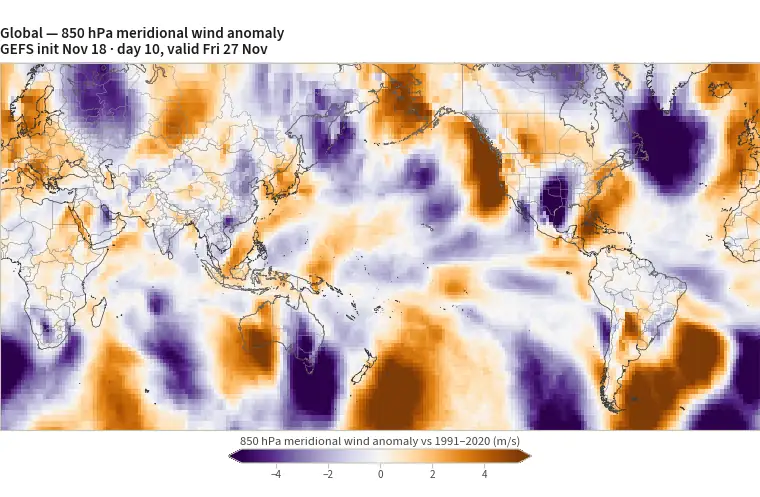 Global — 850 hPa meridional wind anomaly
GEFS init Nov 18 · day 10, valid Fri 27 Nov
850 hPa meridional wind anomaly vs 1991–2020 (m/s)
−4 −2 0 2 4